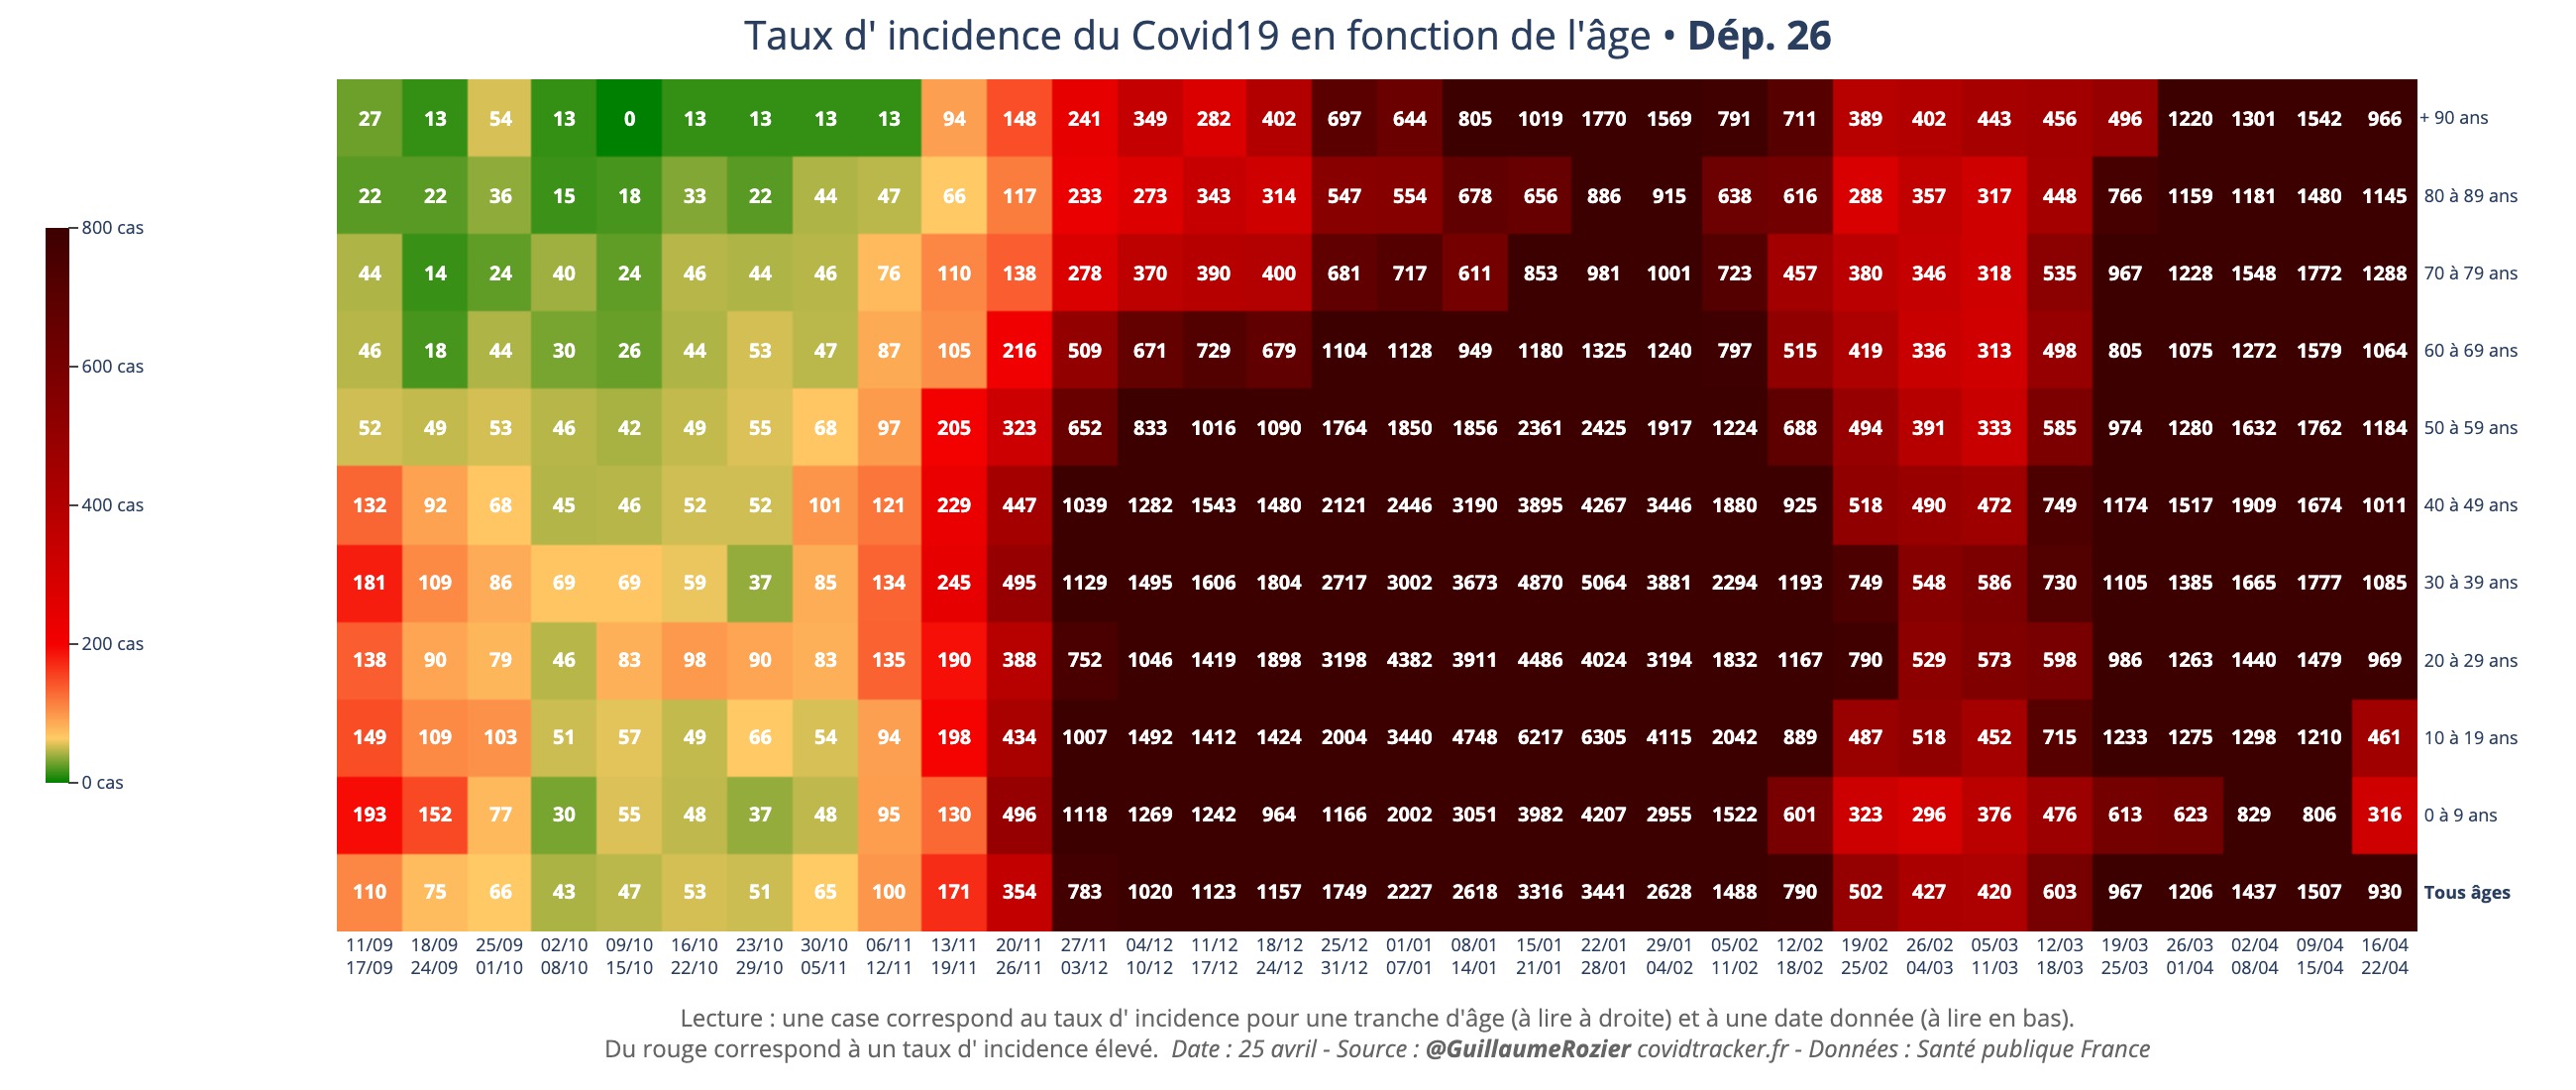 Taux d' incidence du Covid19 en fonction de l'âge • Dép. 26
800 cas
600 cas
400 cas
200 cas
0 cas
27 13 54 13 0 13 13 13 13 94 148 241 349 282 402 697 644 805 1019 1770 1569 791 711 389 402 443 456 496 1220 1301 1542 966 + 90 ans
22 22 36 15 18 33 22 44 47 66 117 233 273 343 314 547 554 678 656 886 915 638 616 288 357 317 448 766 1159 1181 1480 1145 80 à 89 ans
44 14 24 40 24 46 44 46 76 110 138 278 370 390 400 681 717 611 853 981 1001 723 457 380 346 318 535 967 1228 1548 1772 1288 70 à 79 ans
46 18 44 30 26 44 53 47 87 105 216 509 671 729 679 1104 1128 949 1180 1325 1240 797 515 419 336 313 498 805 1075 1272 1579 1064 60 à 69 ans
52 49 53 46 42 49 55 68 97 205 323 652 833 1016 1090 1764 1850 1856 2361 2425 1917 1224 688 494 391 333 585 974 1280 1632 1762 1184 50 à 59 ans
132 92 68 45 46 52 52 101 121 229 447 1039 1282 1543 1480 2121 2446 3190 3895 4267 3446 1880 925 518 490 472 749 1174 1517 1909 1674 1011 40 à 49 ans
181 109 86 69 69 59 37 85 134 245 495 1129 1495 1606 1804 2717 3002 3673 4870 5064 3881 2294 1193 749 548 586 730 1105 1385 1665 1777 1085 30 à 39 ans
138 90 79 46 83 98 90 83 135 190 388 752 1046 1419 1898 3198 4382 3911 4486 4024 3194 1832 1167 790 529 573 598 986 1263 1440 1479 969 20 à 29 ans
149 109 103 51 57 49 66 54 94 198 434 1007 1492 1412 1424 2004 3440 4748 6217 6305 4115 2042 889 487 518 452 715 1233 1275 1298 1210 461 10 à 19 ans
193 152 77 30 55 48 37 48 95 130 496 1118 1269 1242 964 1166 2002 3051 3982 4207 2955 1522 601 323 296 376 476 613 623 829 806 316 0 à 9 ans
110 75 66 43 47 53 51 65 100 171 354 783 1020 1123 1157 1749 2227 2618 3316 3441 2628 1488 790 502 427 420 603 967 1206 1437 1507 930 Tous âges
11/09 18/09 25/09 02/10 09/10 16/10 23/10 30/10 06/11 13/11 20/11 27/11 04/12 11/12 18/12 25/12 01/01 08/01 15/01 22/01 29/01 05/02 12/02 19/02 26/02 05/03 12/03 19/03 26/03 02/04 09/04 16/04
17/09 24/09 01/10 08/10 15/10 22/10 29/10 05/11 12/11 19/11 26/11 03/12 10/12 17/12 24/12 31/12 07/01 14/01 21/01 28/01 04/02 11/02 18/02 25/02 04/03 11/03 18/03 25/03 01/04 08/04 15/04 22/04
Lecture : une case correspond au taux d' incidence pour une tranche d'âge (à lire à droite) et à une date donnée (à lire en bas).
Du rouge correspond à un taux d' incidence élevé. Date : 25 avril - Source : @GuillaumeRozier covidtracker.fr - Données : Santé publique France